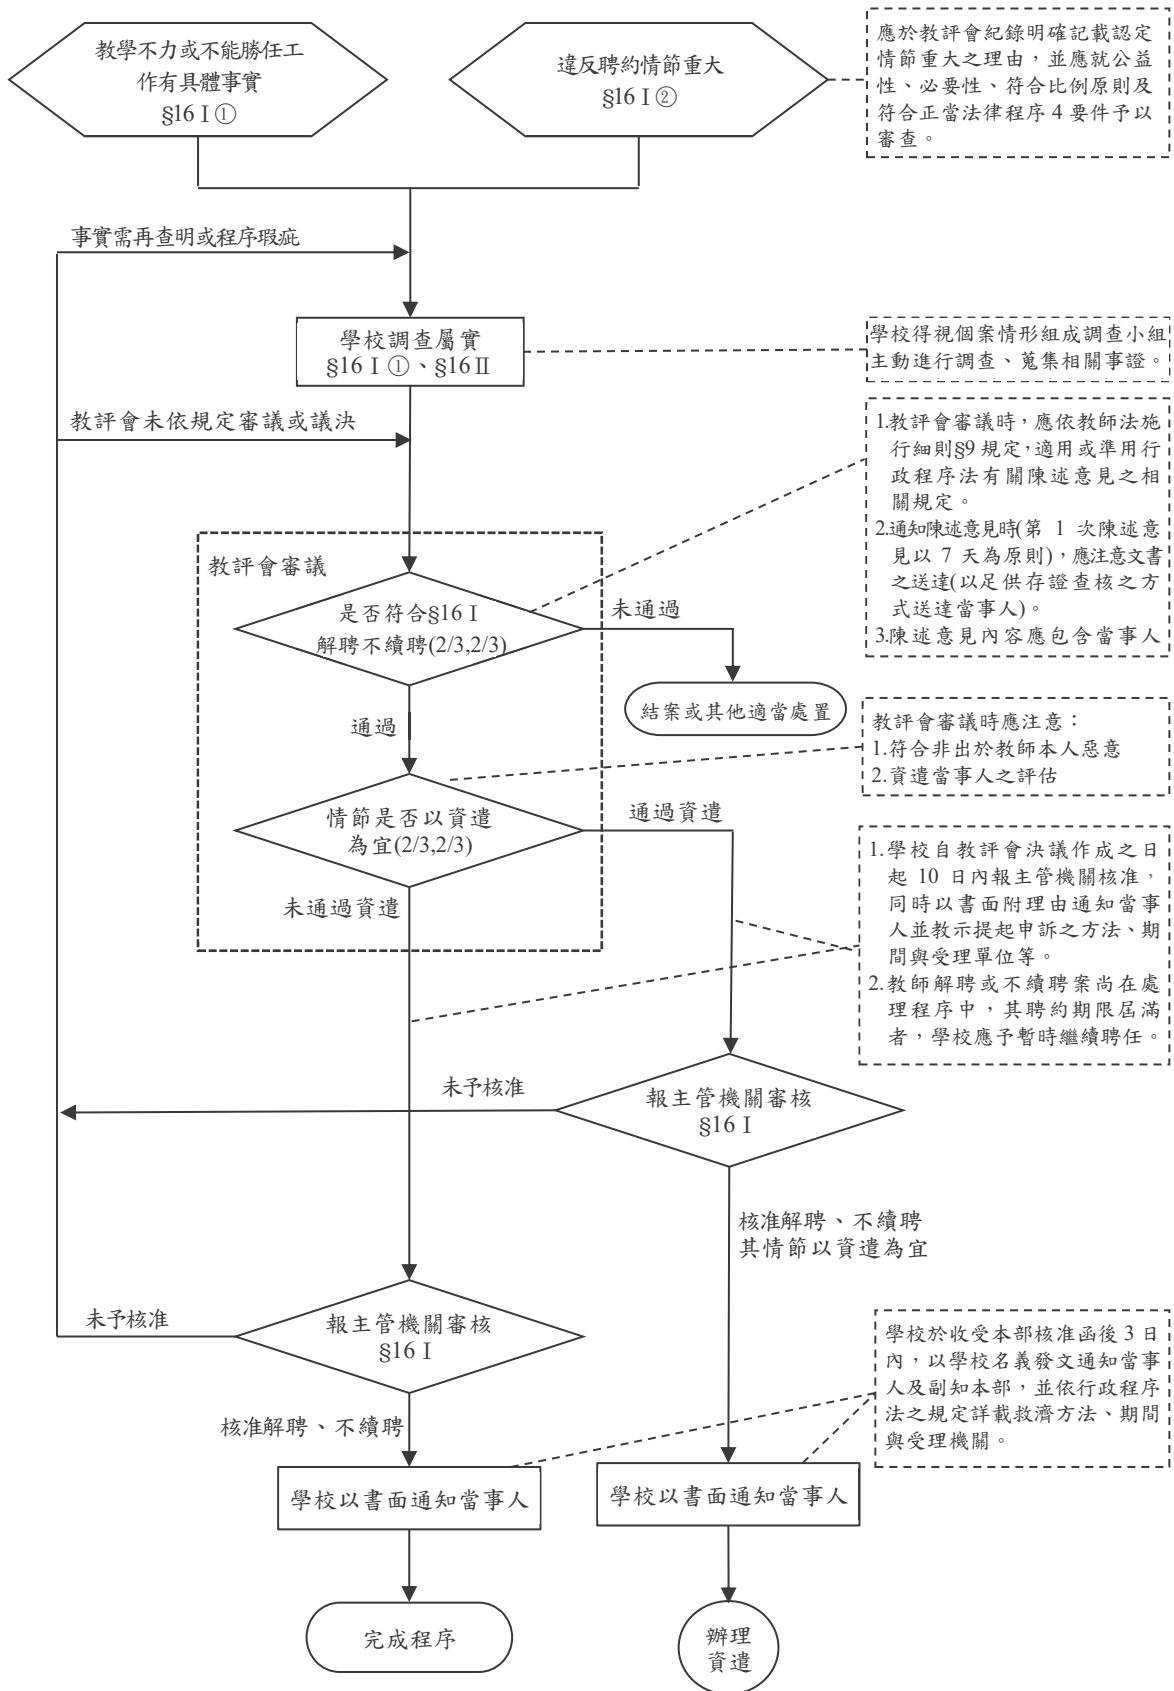 教學不力或不能勝任工
作有具體事實
§16Ⅰ①
違反聘約情節重大
§16Ⅰ②
應於教評會紀錄明確記載認定
情節重大之理由，並應就公益
性、必要性、符合比例原則及
符合正當法律程序 4 要件予以
審查。
事實需再查明或程序瑕疵
學校調查屬實
§16Ⅰ①、§16Ⅱ
學校得視個案情形組成調查小組
主動進行調查、蒐集相關事證。
教評會未依規定審議或議決
1.教評會審議時，應依教師法施
行細則§9 規定，適用或準用行
政程序法有關陳述意見之相
關規定。
2.通知陳述意見時(第 1 次陳述意
見以 7 天為原則)，應注意文書
之送達(以足供存證查核之方
式送達當事人)。
3.陳述意見內容應包含當事人
教評會審議
是否符合§16Ⅰ
解聘不續聘(2/3,2/3)
未通過
結案或其他適當處置
通過
教評會審議時應注意：
1.符合非出於教師本人惡意
2.資遣當事人之評估
情節是否以資遣
為宜(2/3,2/3)
通過資遣
未通過資遣
1.學校自教評會決議作成之日
起 10 日內報主管機關核准，
同時以書面附理由通知當事
人並教示提起申訴之方法、期
間與受理單位等。
2.教師解聘或不續聘案尚在處
理程序中，其聘約期限屆滿
者，學校應予暫時繼續聘任。
未予核准
報主管機關審核
§16Ⅰ
核准解聘、不續聘
其情節以資遣為宜
未予核准
報主管機關審核
§16Ⅰ
學校於收受本部核准函後 3 日
內，以學校名義發文通知當事
人及副知本部，並依行政程序
法之規定詳載救濟方法、期間
與受理機關。
核准解聘、不續聘
學校以書面通知當事人
學校以書面通知當事人
完成程序
辦理
資遣